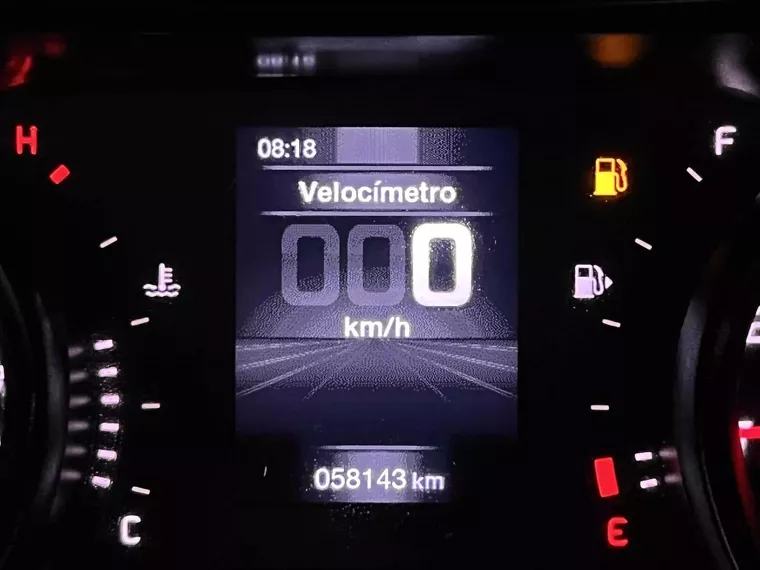 08:18
H
F
Velocímetro
000
km/h
058143 km
C
E